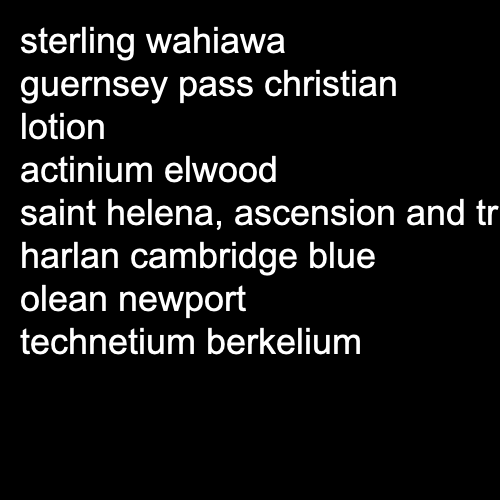 sterling wahiawa
guernsey pass christian
lotion
actinium elwood
saint helena, ascension and tr
harlan cambridge blue
olean newport
technetium berkelium